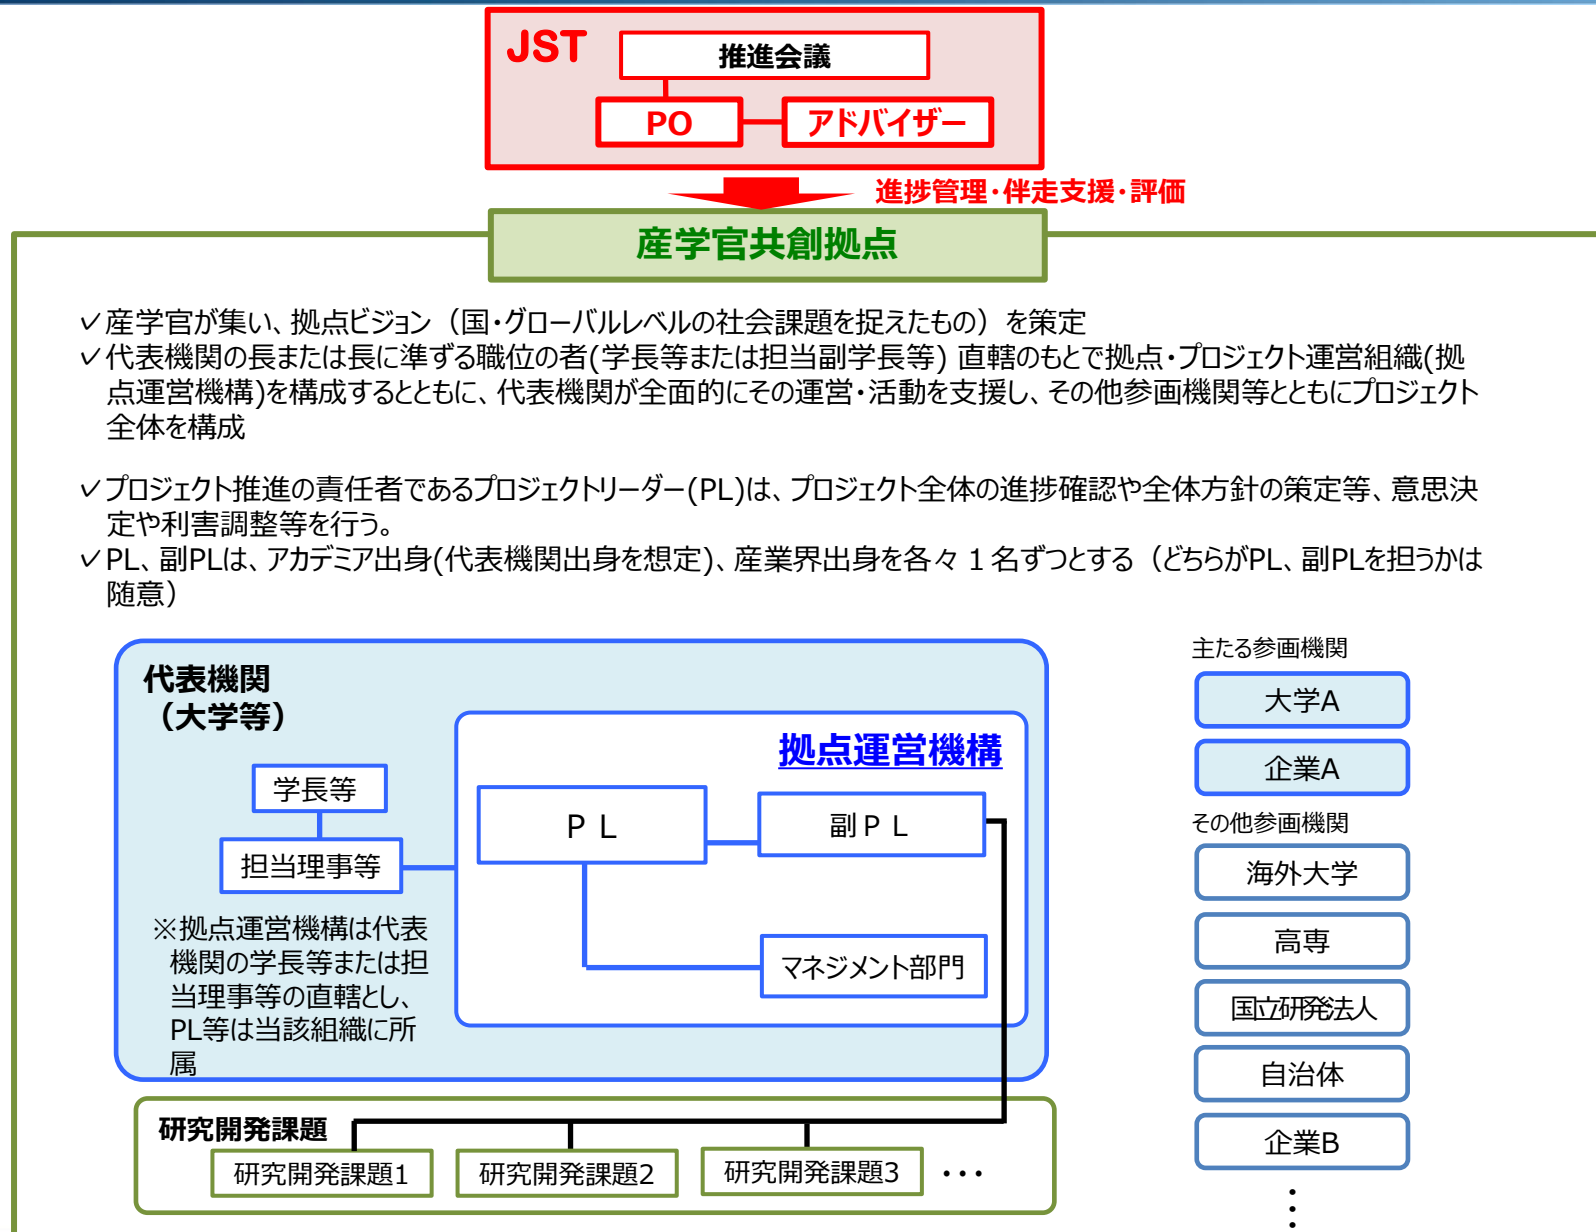 JST
推進会議
PO
アドバイザー
進捗管理・伴走支援・評価
産学官共創拠点
✓産学官が集い、拠点ビジョン（国・グローバルレベルの社会課題を捉えたもの）を策定
✓代表機関の長または長に準ずる職位の者(学長等または担当副学長等) 直轄のもとで拠点・プロジェクト運営組織(拠
点運営機構)を構成するとともに、代表機関が全面的にその運営・活動を支援し、その他参画機関等とともにプロジェクト
全体を構成
✓プロジェクト推進の責任者であるプロジェクトリーダー(PL)は、プロジェクト全体の進捗確認や全体方針の策定等、意思決
定や利害調整等を行う。
✓PL、副PLは、アカデミア出身(代表機関出身を想定)、産業界出身を各々１名ずつとする（どちらがPL、副PLを担うかは
随意）
代表機関
（大学等）
学長等
担当理事等
※拠点運営機構は代表
機関の学長等または担
当理事等の直轄とし、
PL等は当該組織に所
属
拠点運営機構
ＰＬ
副ＰＬ
マネジメント部門
研究開発課題
研究開発課題1
研究開発課題2
研究開発課題3
・・・
主たる参画機関
大学A
企業A
その他参画機関
海外大学
高専
国立研発法人
自治体
企業B
⋮